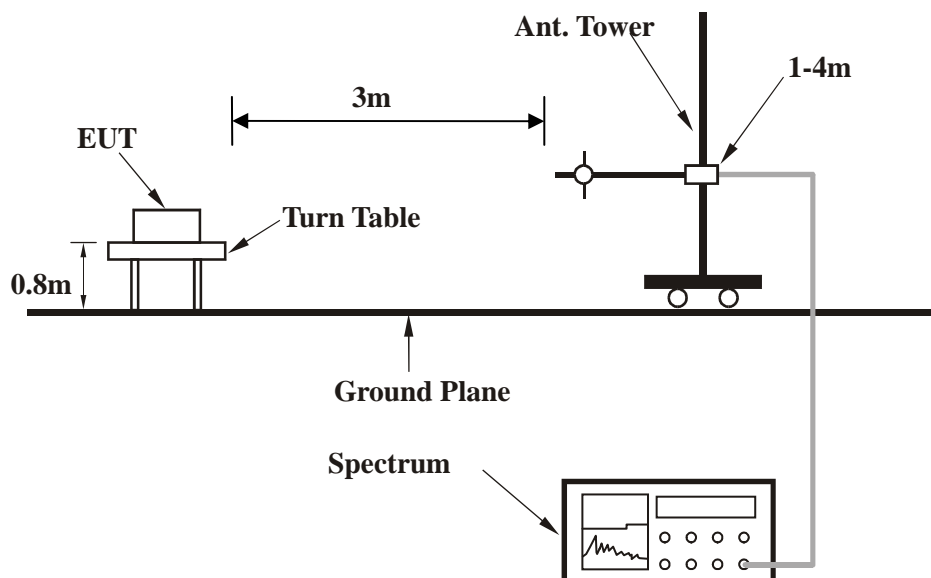 Ant. Tower
1-4m
3m
EUT
Turn Table
0.8m
Ground Plane
Spectrum